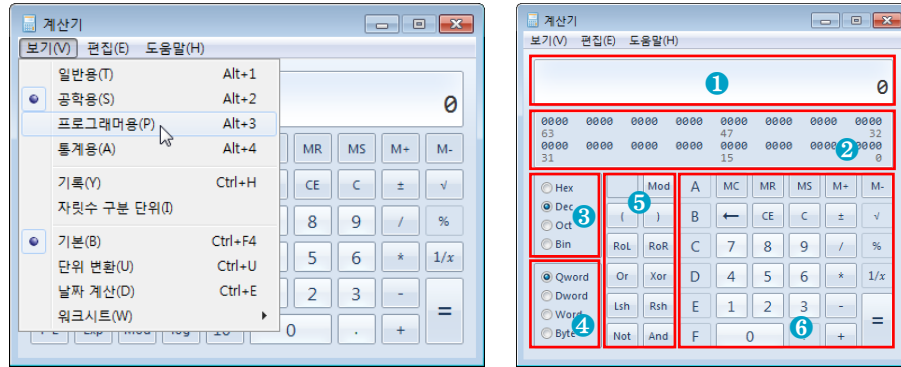 계산기
보기(V) 편집(E) 도움말(H)
일반용(T) Alt+1
공학용(S) Alt+2
프로그래머용(P) Alt+3
통계용(A) Alt+4
기록(Y) Ctrl+H
자릿수 구분 단위(I)
기본(B) Ctrl+F4
단위 변환(U) Ctrl+U
날짜 계산(D) Ctrl+E
워크시트(W)
0
MR MS M+ M-
CE C ± √
8 9 / %
5 6 * 1/x
2 3 - =
0 . +
계산기
보기(V) 편집(E) 도움말(H)
1
0
0000 0000 0000 0000 0000 0000 0000 0000
63 47 32
0000 0000 0000 0000 0000 0000 0000
31 15 0
2
Hex Mod A MC MR MS M+ M-
Dec 3 5
Oct ( ) B ← CE C ± √
Bin RoL RoR C 7 8 9 / %
Qword Or Xor D 4 5 6 * 1/x
Dword
Word Lsh Rsh E 1 2 3 - =
Byte 4 Not And F 0 6 +